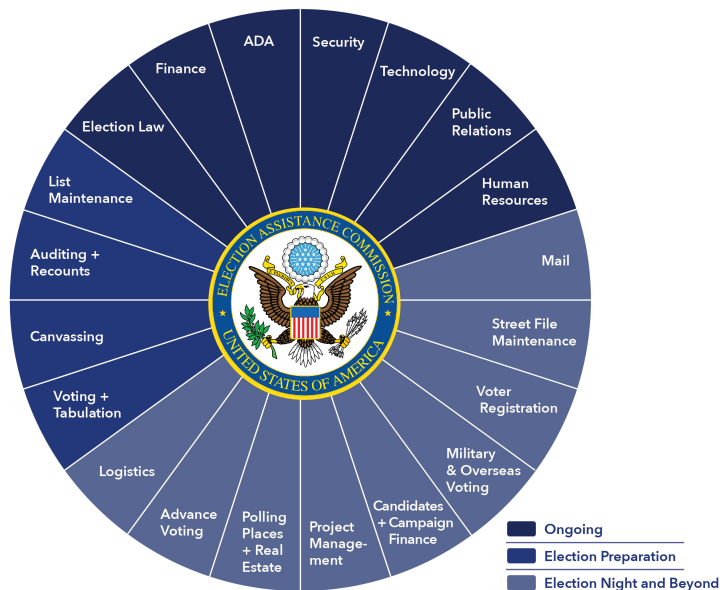 ADA
Security
Technology
Public
Relations
Human
Resources
Mail
Street File
Maintenance
Voter
Registration
Military
& Overseas
Voting
Candidates
+ Campaign
Finance
Project
Manage-
ment
Polling
Places
+ Real
Estate
Advance
Voting
Logistics
Voting +
Tabulation
Canvassing
Auditing +
Recounts
List
Maintenance
Election Law
Finance
ELECTION ASSISTANCE COMMISSION
UNITED STATES OF AMERICA
Ongoing
Election Preparation
Election Night and Beyond